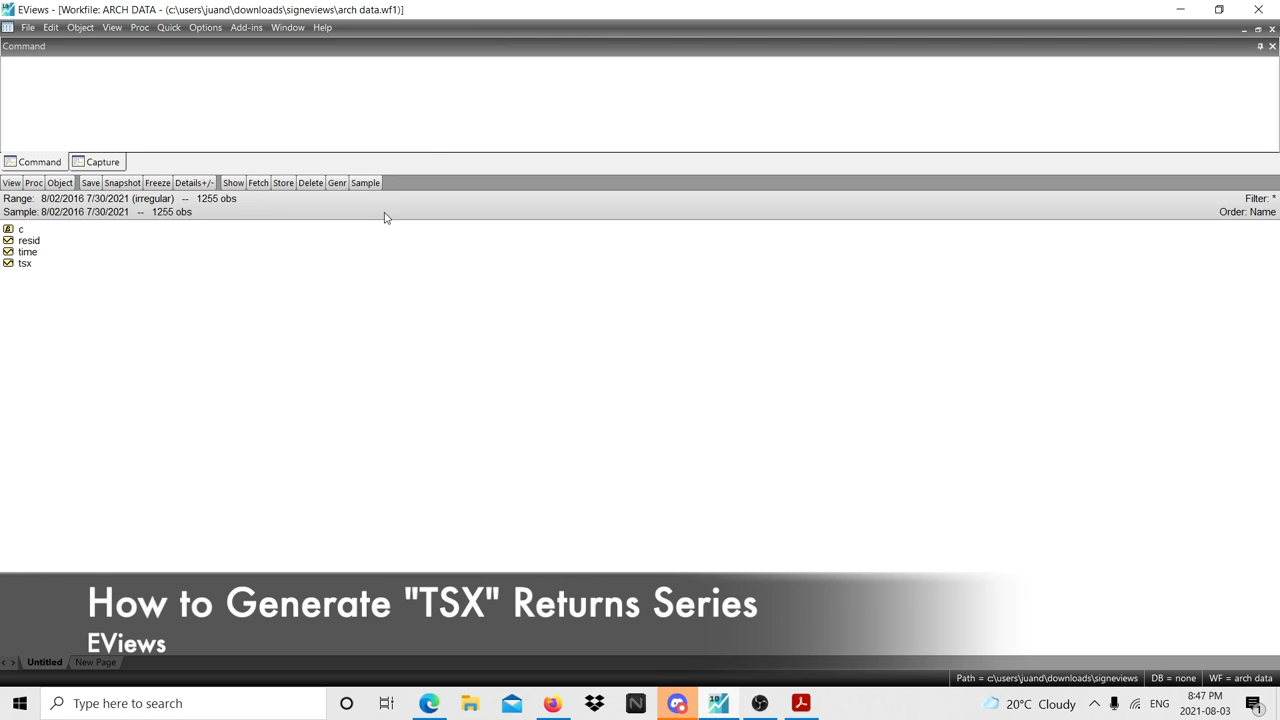 EViews - [Workfile: ARCH DATA - (c:\users\juand\downloads\signeviews\arch data.wf1)]
File Edit Object View Proc Quick Options Add-ins Window Help
Command
Command Capture
View Proc Object Save Snapshot Freeze Details+/- Show Fetch Store Delete Genr Sample
Range: 8/02/2016 7/30/2021 (irregular) -- 1255 obs Filter: *
Sample: 8/02/2016 7/30/2021 -- 1255 obs Order: Name
c
resid
time
tsx
How to Generate "TSX" Returns Series
EViews
< > Untitled New Page
Path = c:\users\juand\downloads\signeviews DB = none WF = arch data
Type here to search 10 20°C Cloudy ENG 8:47 PM
2021-08-03 1